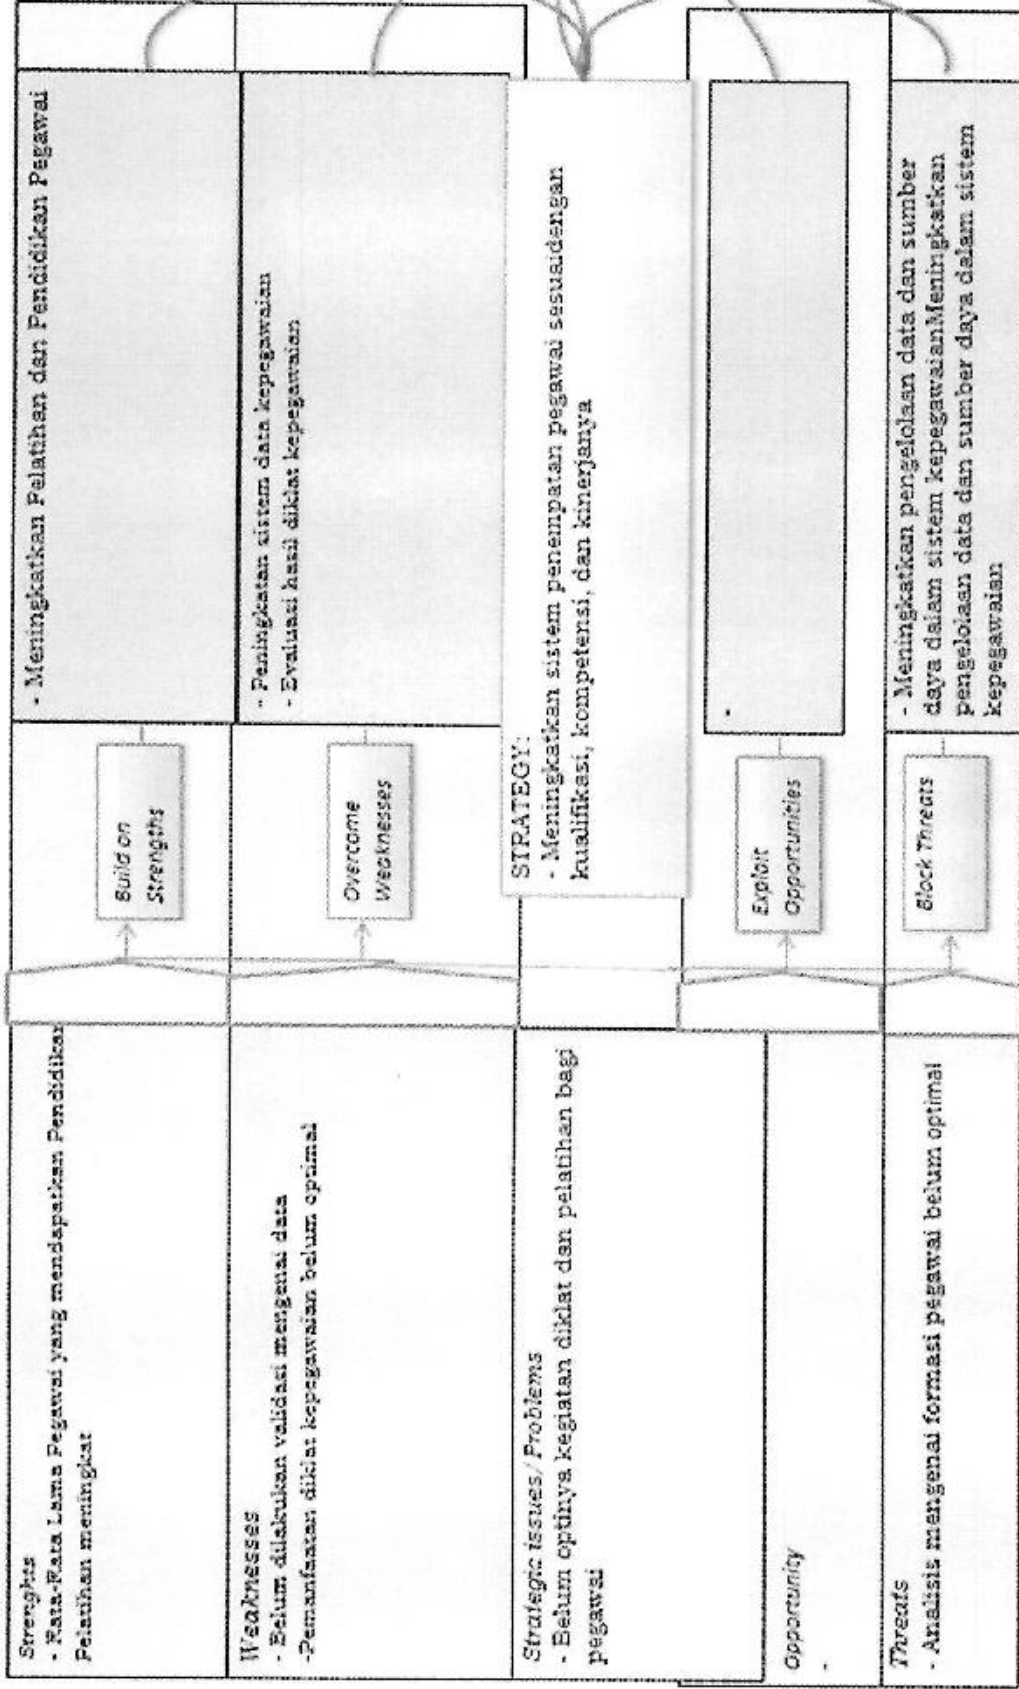 Strenghts
- Rata-Rata Lama Pegawai yang mendapatkan Pendidikan
Pelatihan meningkat
Build on
Strengths
- Meningkatkan Pelatihan dan Pendidikan Pegawai
Weaknesses
- Belum dilakukan validasi mengenai data
-Pemanfaatan diklat kepegawaian belum optimal
Overcome
Weaknesses
- Peningkatan sistem data kepegawaian
- Evaluasi hasil diklat kepegawaian
Strategic issues/Problems
- Belum optinya kegiatan diklat dan pelatihan bagi
pegawai
STRATEGY:
- Meningkatkan sistem penempatan pegawai sesuaidengan
kualifikasi, kompetensi, dan kinerjanya
Opportunity
-
Exploit
Opportunities
-
Threats
- Analisis mengenai formasi pegawai belum optimal
Block Threats
- Meningkatkan pengelolaan data dan sumber
daya dalam sistem kepegawaianMeningkatkan
pengelolaan data dan sumber daya dalam sistem
kepegawaian